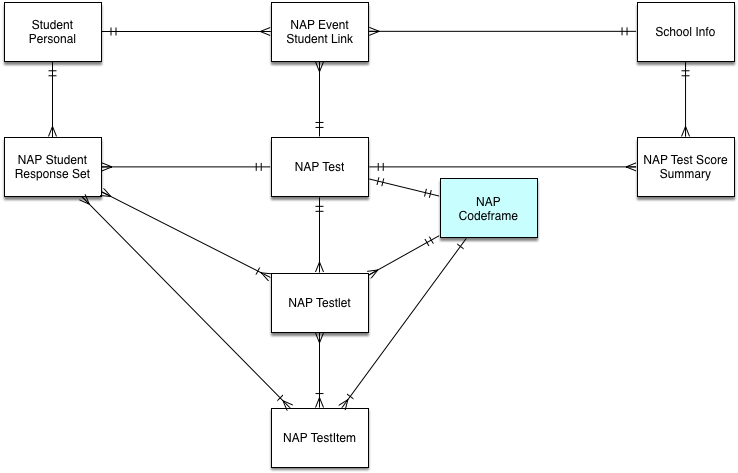 Student
Personal
NAP Event
Student Link
School Info
NAP Student
Response Set
NAP Test
NAP Test Score
Summary
NAP
Codeframe
NAP Testlet
NAP TestItem